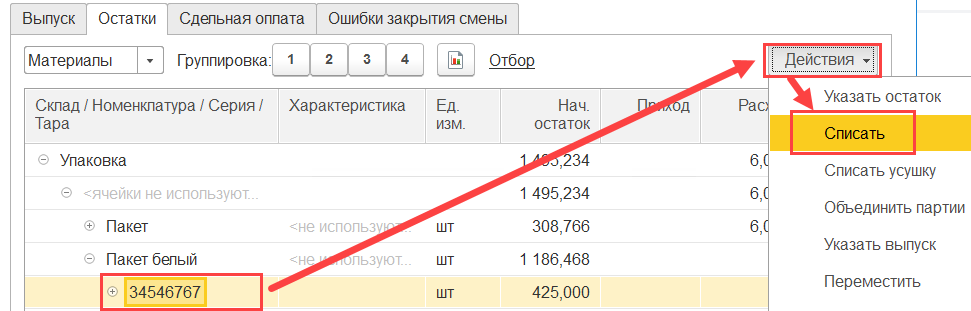 Выпуск Остатки Сдельная оплата Ошибки закрытия смены
Материалы Группировка: 1 2 3 4 Отбор Действия
Склад / Номенклатура / Серия / Тара Характеристика Ед. изм. Нач. остаток Приход Расх
Указать остаток
Списать
Списать усушку
Объединить партии
Указать выпуск
Переместить
Упаковка 1 495,234 6,0
<ячейки не используют... 1 495,234 6,0
Пакет <не используют... шт 308,766 6,0
Пакет белый шт 1 186,468
34546767 шт 425,000